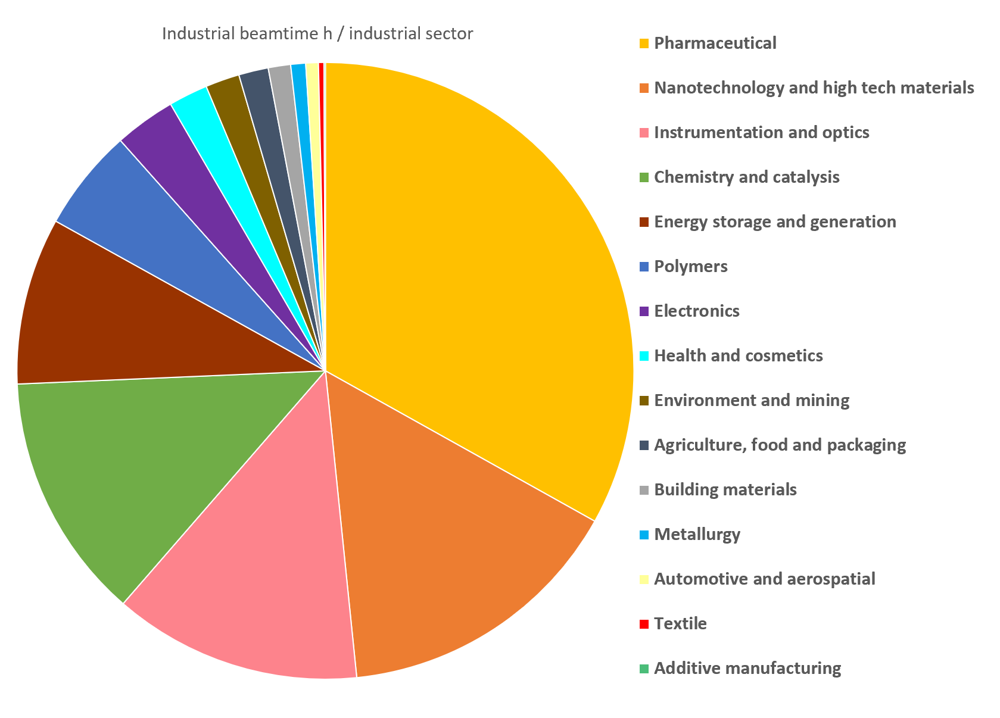 Industrial beamtime h / industrial sector
Pharmaceutical
Nanotechnology and high tech materials
Instrumentation and optics
Chemistry and catalysis
Energy storage and generation
Polymers
Electronics
Health and cosmetics
Environment and mining
Agriculture, food and packaging
Building materials
Metallurgy
Automotive and aerospatial
Textile
Additive manufacturing